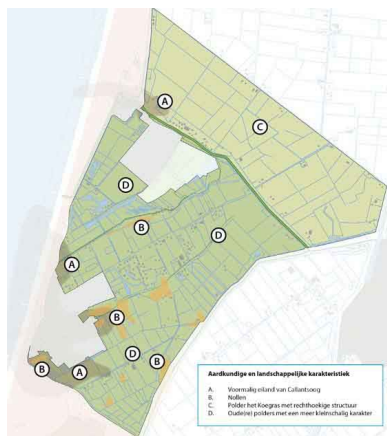 A
C
D
B
D
A
B
D
B
B
A
Aardkundige en landschappelijke karakteristiek
A. Voormalig eiland van Callantsoog
B. Nollen
C. Polder het Koegras met rechthoekige structuur
D. Oude(re) polders met een meer kleinschalig karakter